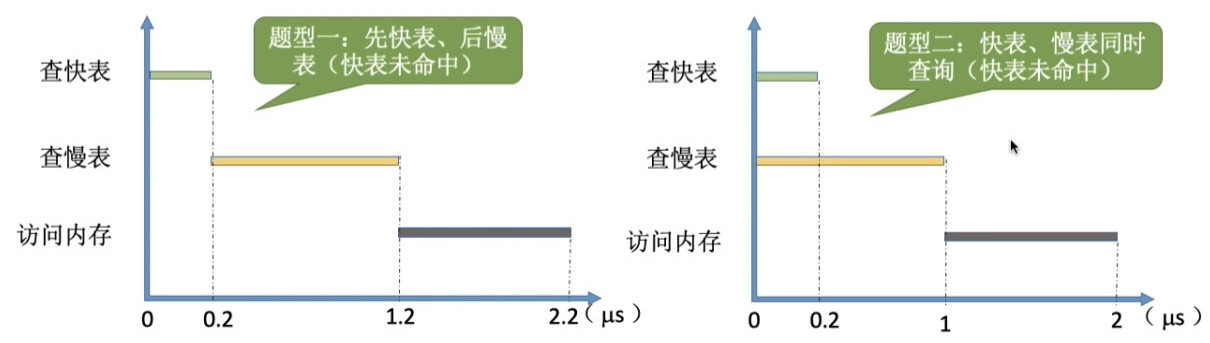 题型一：先快表、后慢
表（快表未命中）
查快表
查慢表
访问内存
0
0.2
1.2
2.2（μs）
题型二：快表、慢表同时
查询（快表未命中）
查快表
查慢表
访问内存
0
0.2
1
2
（μs）